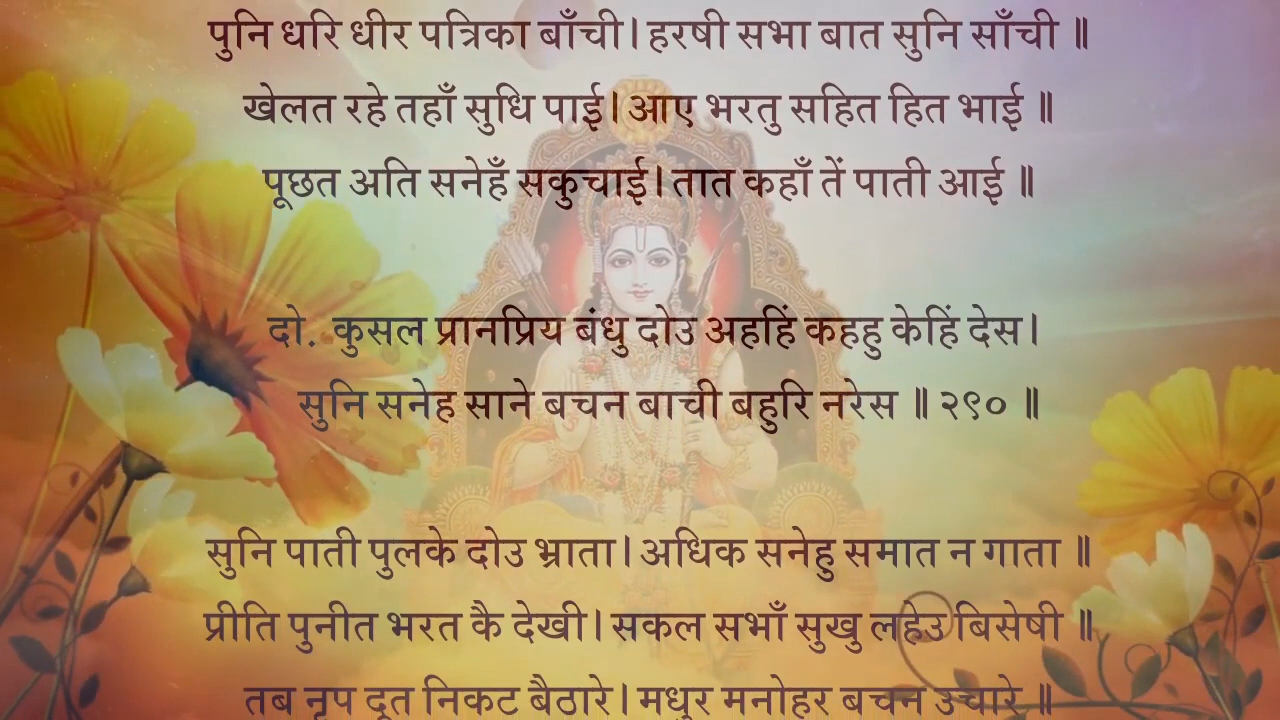 पुनि धरि धीर पत्रिका बाँची। हरषी सभा बात सुनि साँची ॥
खेलत रहे तहाँ सुधि पाई। आए भरतु सहित हित भाई ॥
पूछत अति सनेहँ सकुचाई। तात कहाँ तें पाती आई ॥
दो. कुसल प्रानप्रिय बंधु दोउ अहहिं कहहु केहिं देस।
सुनि सनेह साने बचन बाची बहुरि नरेस ॥ २९० ॥
सुनि पाती पुलके दोउ भ्राता। अधिक सनेहु समात न गाता ॥
प्रीति पुनीत भरत कै देखी। सकल सभाँ सुखु लहेउ बिसेषी ॥
तब नृप दूत निकट बैठारे। मधुर मनोहर बचन उचारे ॥